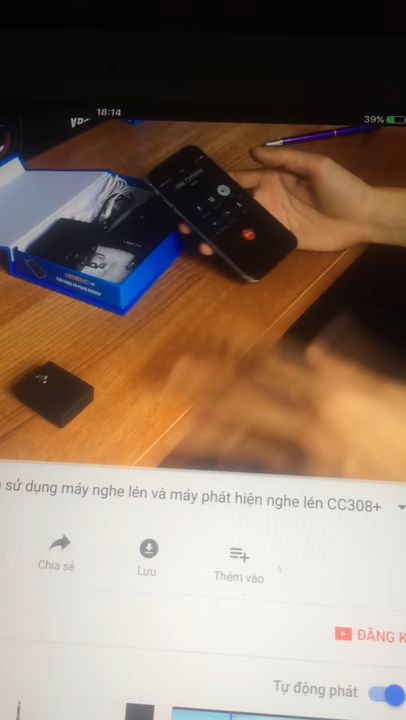 18:14
39%
sử dụng máy nghe lén và máy phát hiện nghe lén CC308+
Chia sẻ
Lưu
Thêm vào
ĐĂNG K
Tự động phát